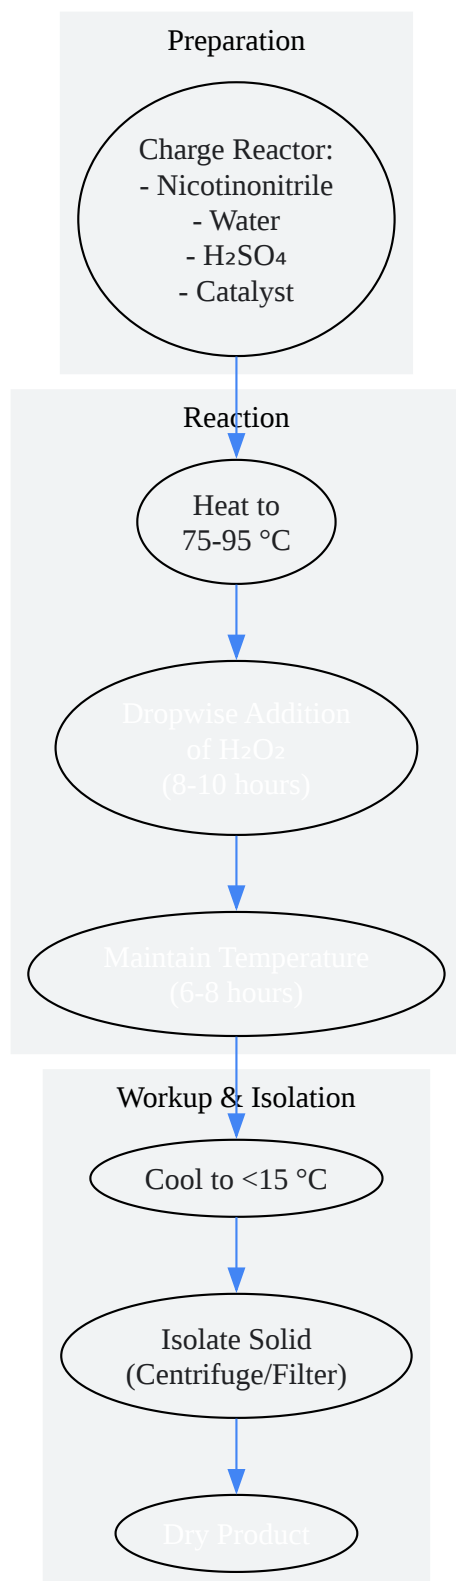 Preparation
Charge Reactor:
- Nicotinonitrile
- Water
- H₂SO₄
- Catalyst
Reaction
Heat to
75-95 °C
Dropwise Addition
of H₂O₂
(8-10 hours)
Maintain Temperature
(6-8 hours)
Workup & Isolation
Cool to <15 °C
Isolate Solid
(Centrifuge/Filter)
Dry Product